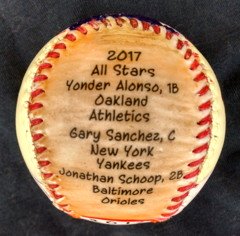 2017
All Stars
Yonder Alonso, 1B
Oakland
Athletics
Gary Sanchez, C
New York
Yankees
Jonathan Schoop, 2B
Baltimore
Orioles